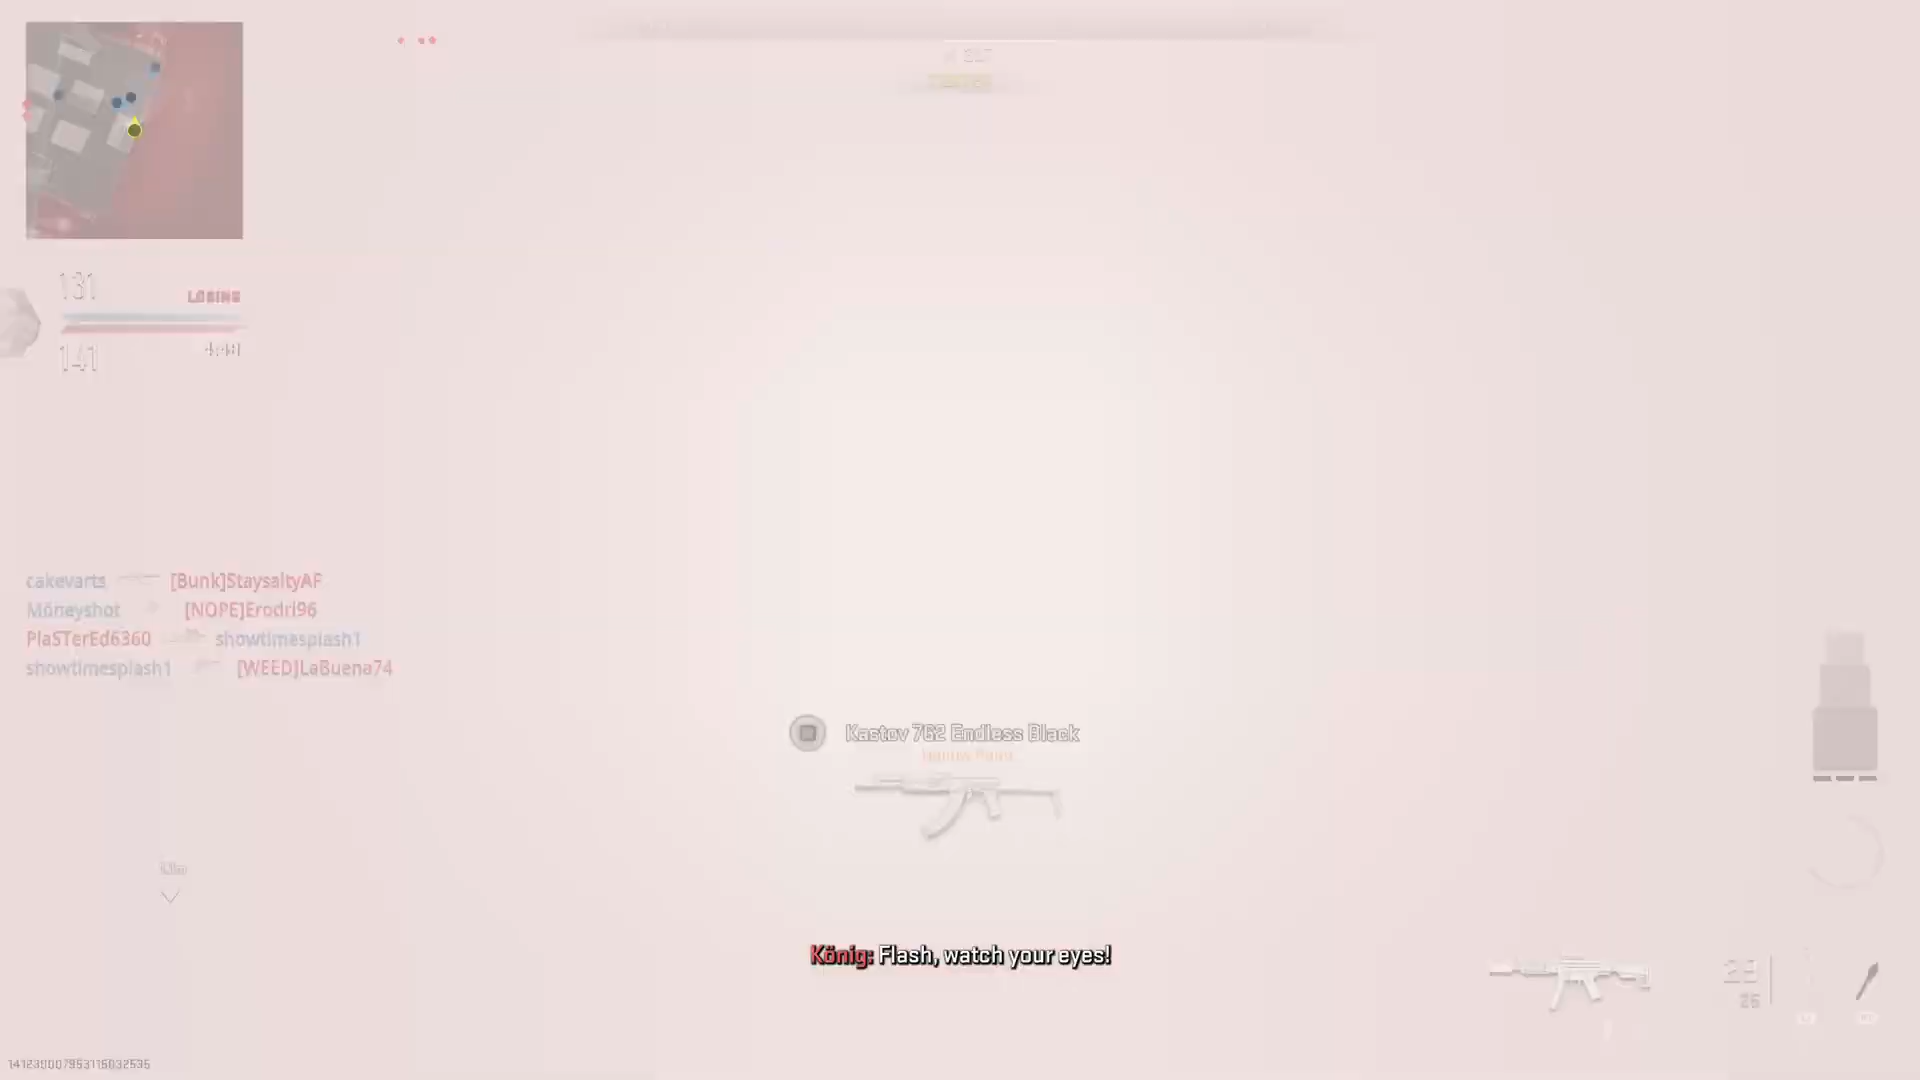 131
LOSING
141
cakevarts [Bunk]StaysaltyAF
Moneyshot [NOPE]Erodri96
PlaSTerEd6360 showtimesplash1
showtimesplash1 [WEED]LaBuena74
Kastov 762 Endless Black
König: Flash, watch your eyes!
25